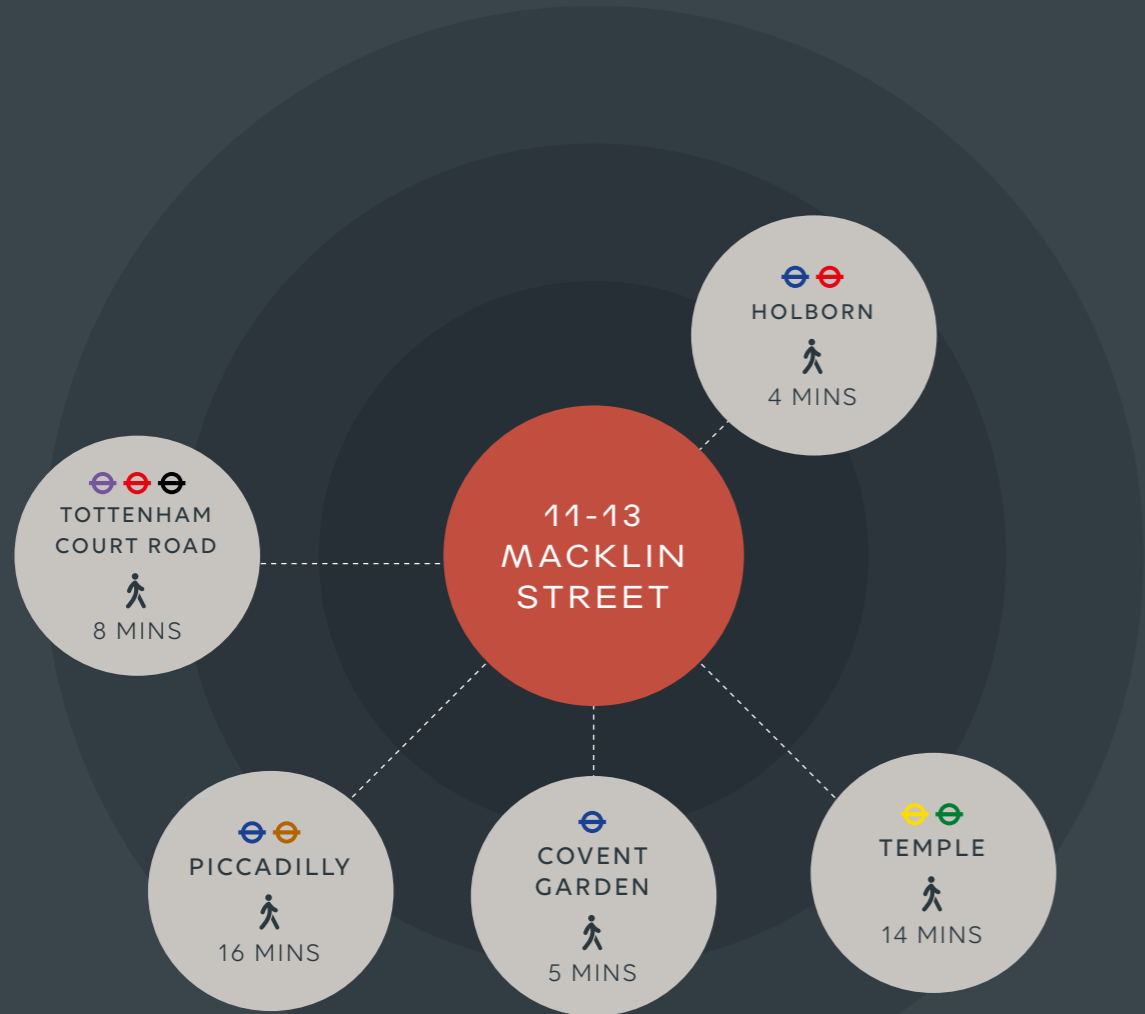 HOLBORN
4 MINS
TOTTENHAM
COURT ROAD
8 MINS
11-13
MACKLIN
STREET
PICCADILLY
16 MINS
COVENT
GARDEN
5 MINS
TEMPLE
14 MINS